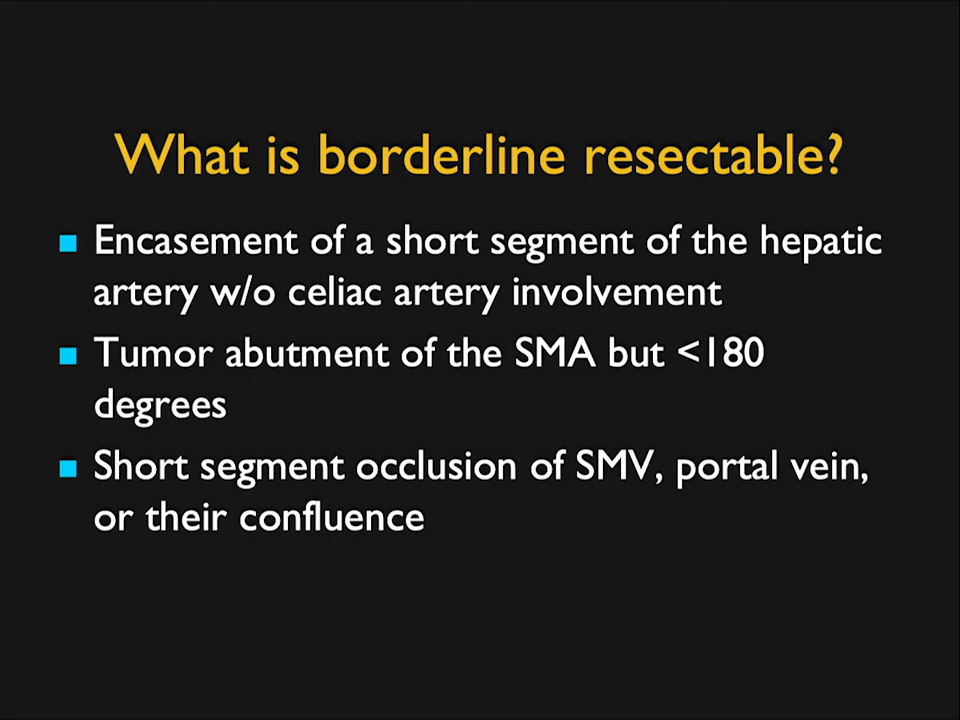 What is borderline resectable?
Encasement of a short segment of the hepatic
artery w/o celiac artery involvement
Tumor abutment of the SMA but <180
degrees
Short segment occlusion of SMV, portal vein,
or their confluence